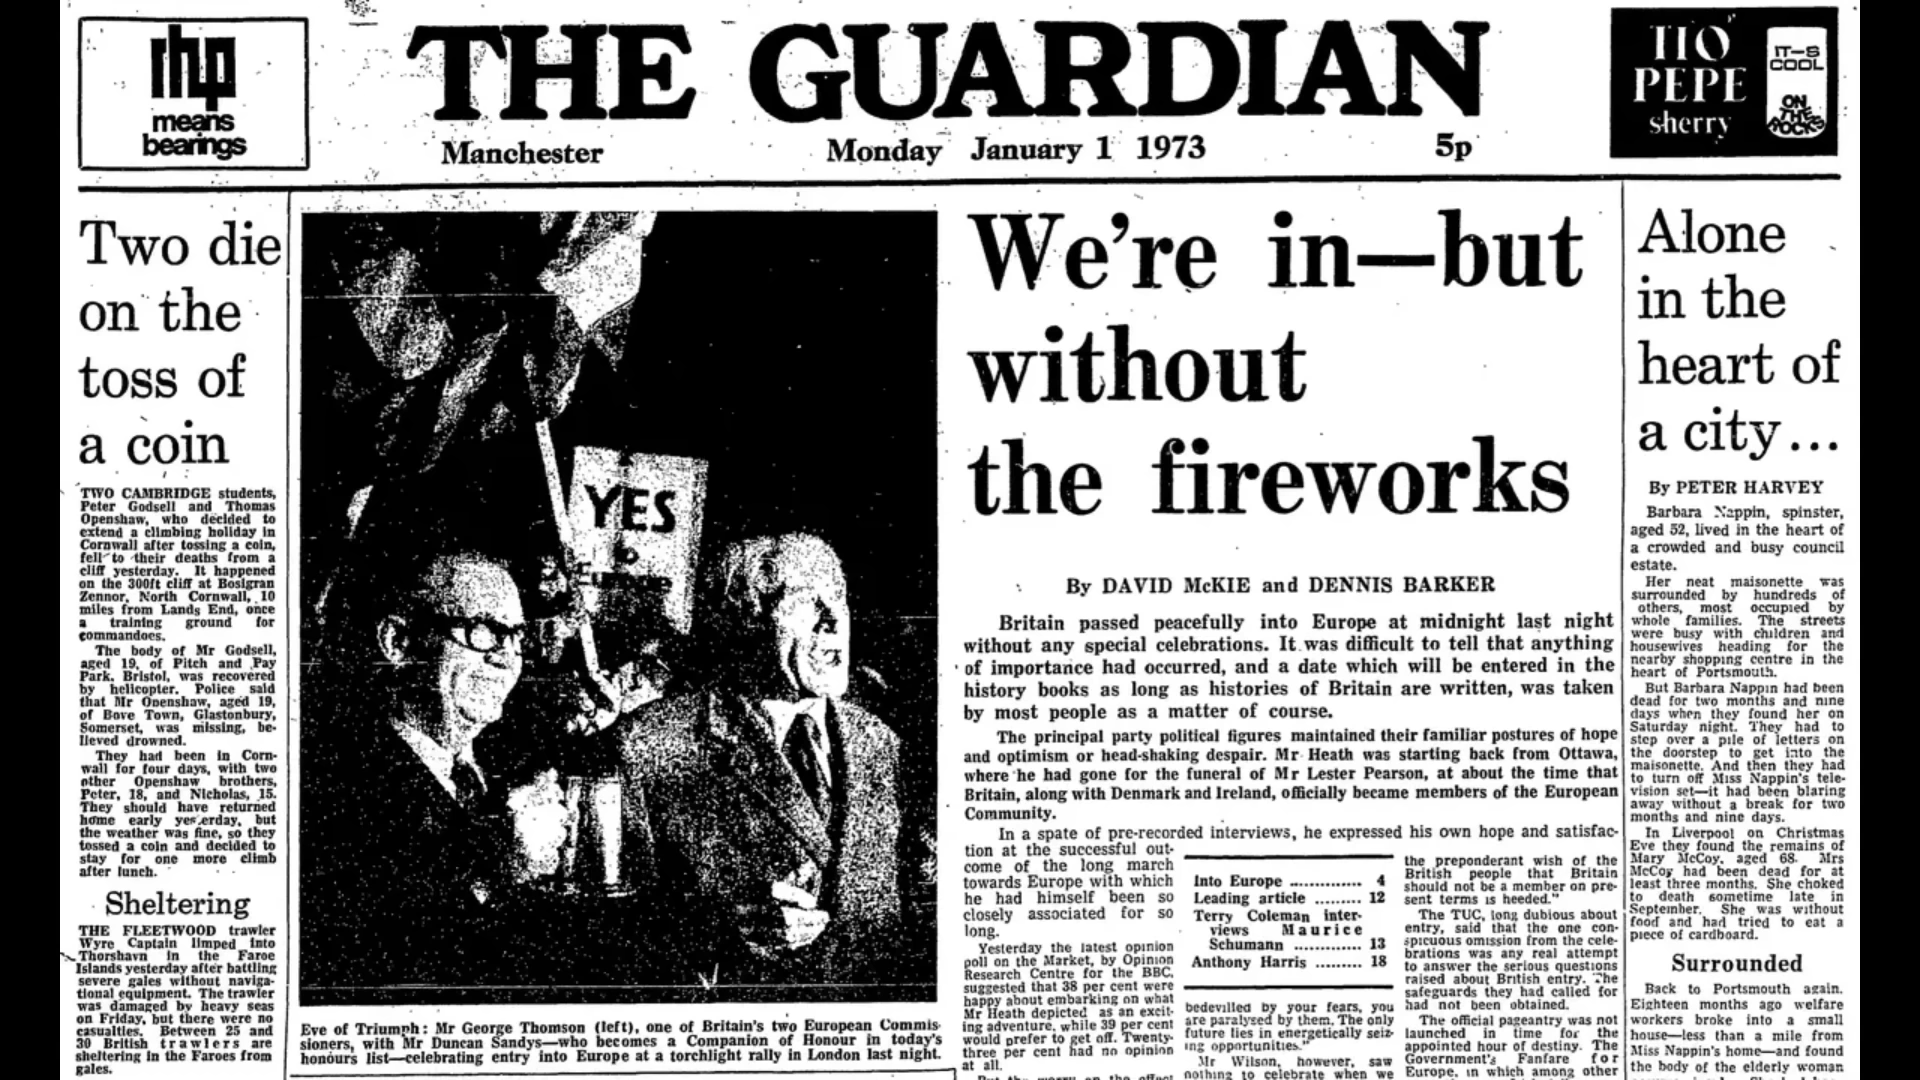 rhp
means
bearings
THE GUARDIAN
Manchester
Monday January 1 1973
5p
TIO
PEPE
sherry
IT-S
COOL
ON
THE
ROCKS
Two die
on the
toss of
a coin
TWO CAMBRIDGE students,
Peter Godsell and Thomas
Openshaw, who decided to
extend a climbing holiday in
Cornwall after tossing a coin,
fell to their deaths from a
cliff yesterday. It happened
on the 300ft cliff at Bosigran
Zennor, North Cornwall, 10
miles from Lands End, once
a training ground for
commandoes.
The body of Mr Godsell,
aged 19, of Pitch and Pay
Park, Bristol, was recovered
by helicopter. Police said
that Mr Openshaw, aged 19,
of Bove Town, Glastonbury,
Somerset, was missing, be-
lieved drowned.
They had been in Corn-
wall for four days, with two
other Openshaw brothers,
Peter, 18, and Nicholas, 15.
They should have returned
home early yesterday, but
the weather was fine, so they
tossed a coin and decided to
stay for one more climb
after lunch.
Sheltering
THE FLEETWOOD trawler
Wyre Captain limped into
Thorshavn in the Faroe
Islands yesterday after battling
severe gales without naviga-
tional equipment. The trawler
was damaged by heavy seas
on Friday, but there were no
casualties. Between 25 and
30 British trawlers are
sheltering in the Faroes from
gales.
YES
to
Europe
Eve of Triumph: Mr George Thomson (left), one of Britain's two European Commis-
sioners, with Mr Duncan Sandys—who becomes a Companion of Honour in today's
honours list—celebrating entry into Europe at a torchlight rally in London last night.
We're in—but
without
the fireworks
By DAVID McKIE and DENNIS BARKER
Britain passed peacefully into Europe at midnight last night
without any special celebrations. It was difficult to tell that anything
of importance had occurred, and a date which will be entered in the
history books as long as histories of Britain are written, was taken
by most people as a matter of course.
The principal party political figures maintained their familiar postures of hope
and optimism or head-shaking despair. Mr Heath was starting back from Ottawa,
where he had gone for the funeral of Mr Lester Pearson, at about the time that
Britain, along with Denmark and Ireland, officially became members of the European
Community.
In a spate of pre-recorded interviews, he expressed his own hope and satisfac-
tion at the successful out-
come of the long march
towards Europe with which
he had himself been so
closely associated for so
long.
Yesterday the latest opinion
poll on the Market, by Opinion
Research Centre for the BBC,
suggested that 38 per cent were
happy about embarking on what
Mr Heath depicted as an excit-
ing adventure, while 39 per cent
would prefer to get off. Twenty-
three per cent had no opinion
at all.
Into Europe ............. 4
Leading article ......... 12
Terry Coleman inter-
views Maurice
Schumann ............ 13
Anthony Harris ......... 18
bedevilled by your fears, you
are paralysed by them. The only
future lies in energetically seiz-
ing opportunities."
Mr Wilson, however, saw
nothing to celebrate when we
the preponderant wish of the
British people that Britain
should not be a member on pre-
sent terms is heeded."
The TUC, long dubious about
entry, said that the one con-
spicuous omission from the cele-
brations was any real attempt
to answer the serious questions
raised about British entry. The
safeguards they had called for
had not been obtained.
The official pageantry was not
launched in time for the
appointed hour of destiny. The
Government's Fanfare for
Europe, in which among other
Alone
in the
heart of
a city...
By PETER HARVEY
Barbara Nappin, spinster,
aged 52, lived in the heart of
a crowded and busy council
estate.
Her neat maisonette was
surrounded by hundreds of
others, most occupied by
whole families. The streets
were busy with children and
housewives heading for the
nearby shopping centre in the
heart of Portsmouth.
But Barbara Nappin had been
dead for two months and nine
days when they found her on
Saturday night. They had to
step over a pile of letters on
the doorstep to get into the
maisonette. And then they had
to turn off Miss Nappin's tele-
vision set—it had been blaring
away without a break for two
months and nine days.
In Liverpool on Christmas
Eve they found the remains of
Mary McCoy, aged 68. Mrs
McCoy had been dead for at
least three months. She choked
to death sometime late in
September. She was without
food and had tried to eat a
piece of cardboard.
Surrounded
Back to Portsmouth again.
Eighteen months ago welfare
workers broke into a small
house—less than a mile from
Miss Nappin's home—and found
the body of the elderly woman